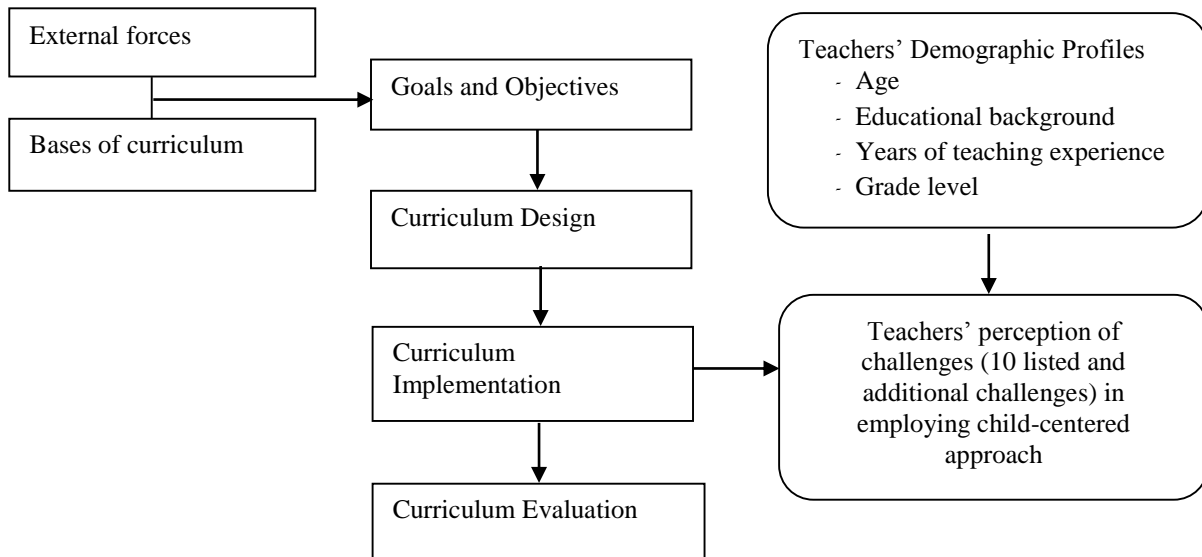 External forces
Bases of curriculum
Goals and Objectives
Curriculum Design
Curriculum
Implementation
Curriculum Evaluation
Teachers’ Demographic Profiles
- Age
- Educational background
- Years of teaching experience
- Grade level
Teachers’ perception of
challenges (10 listed and
additional challenges) in
employing child-centered
approach